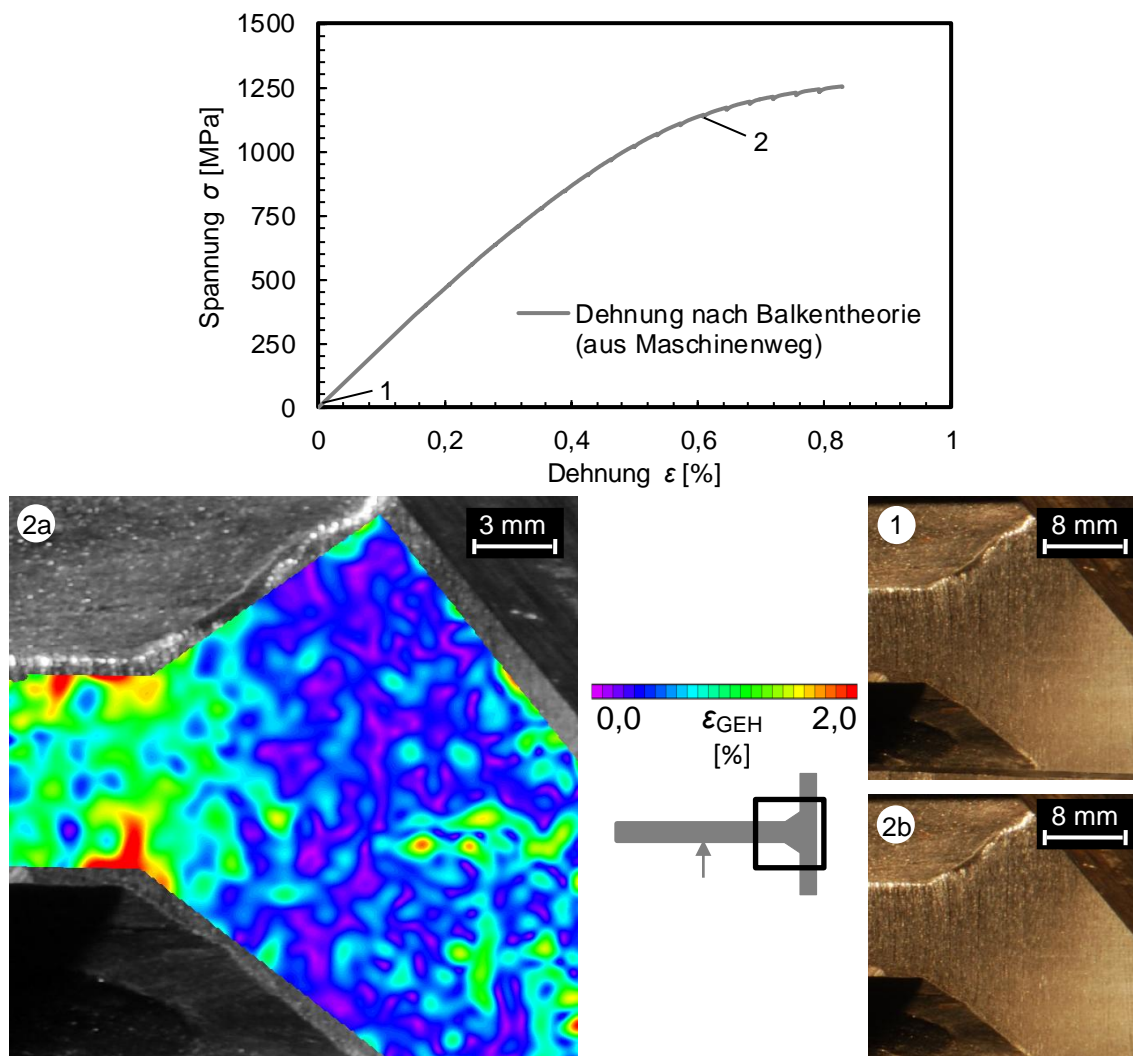 1500
1250
1000
750
500
250
0
Spannung σ [MPa]
1
2
Dehnung nach Balkentheorie
(aus Maschinenweg)
0
0,2
0,4
0,6
0,8
1
Dehnung ε [%]
2a
3 mm
0,0
εGEH
2,0
[%]
1
8 mm
2b
8 mm